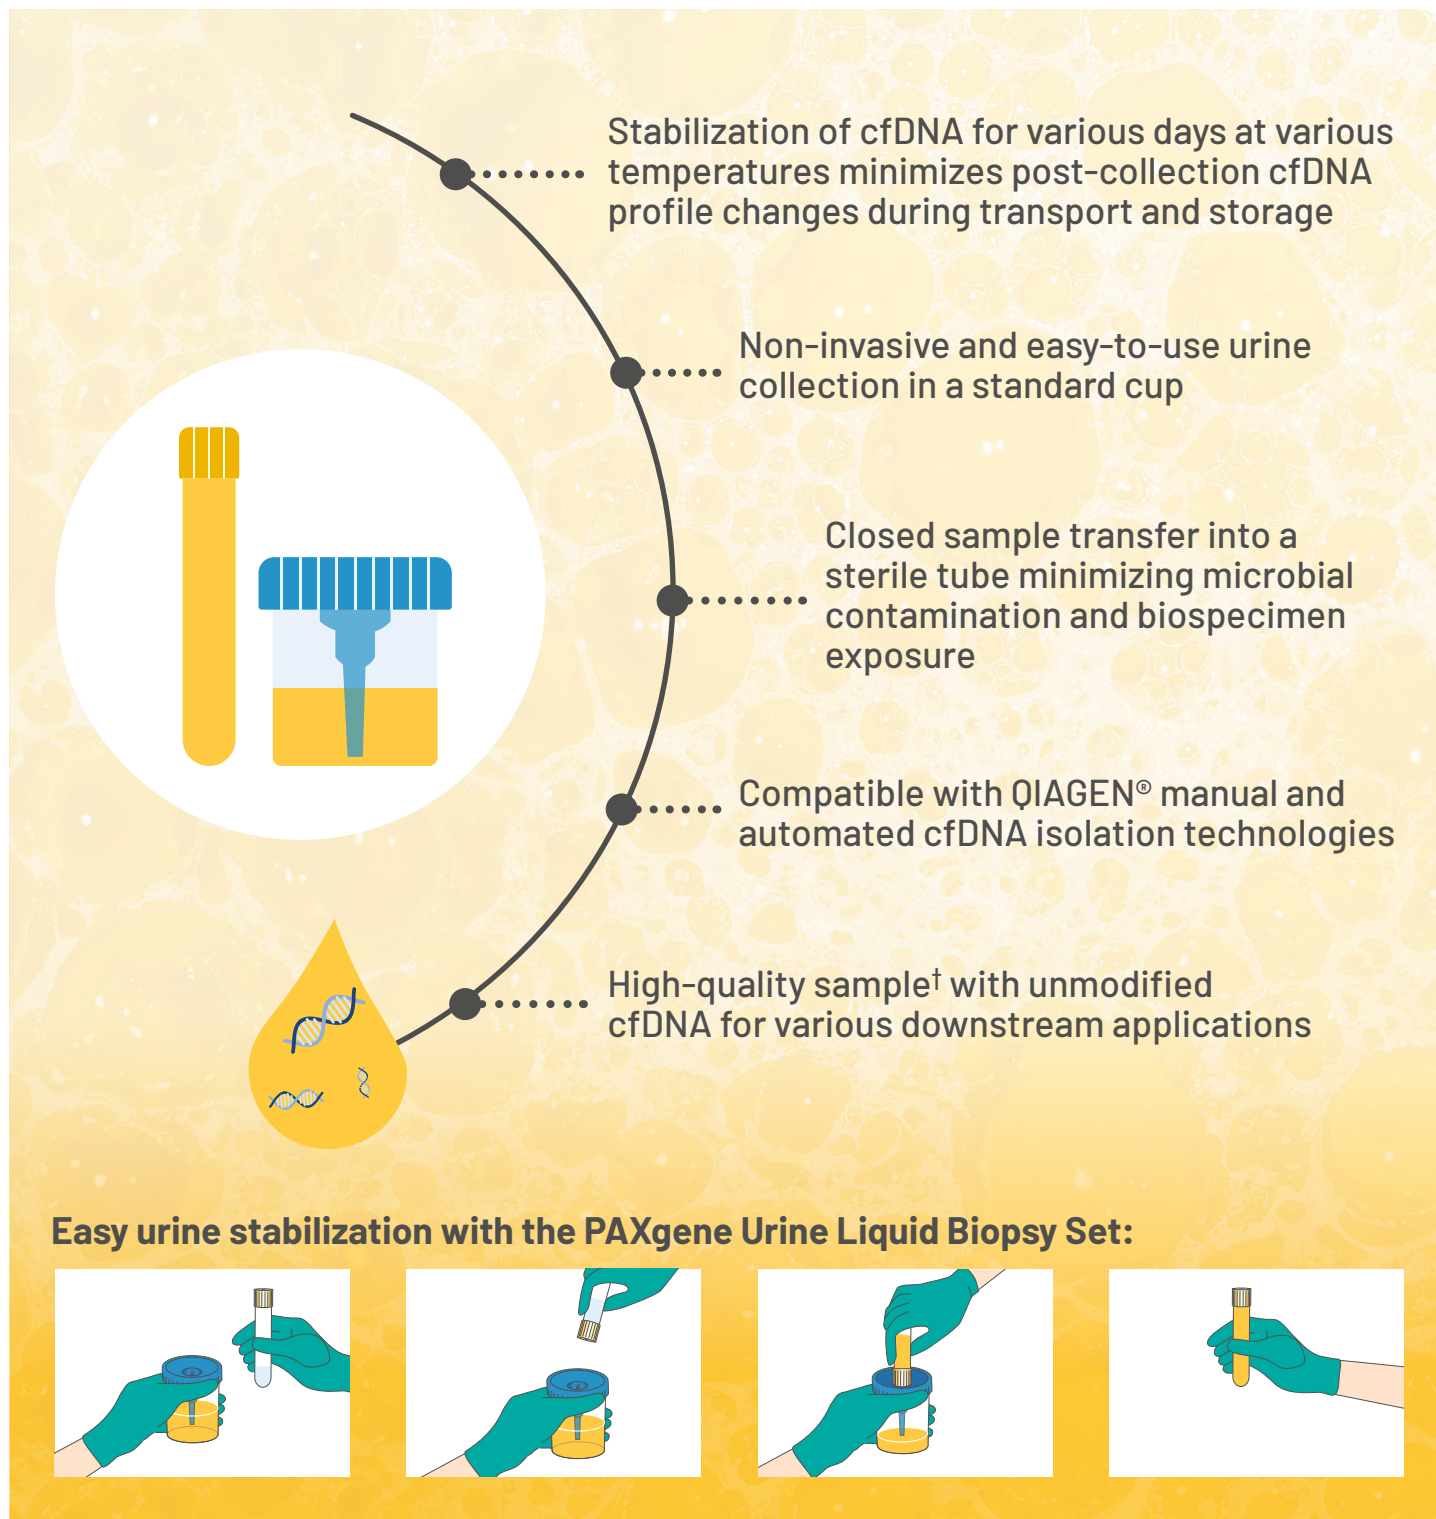 Stabilization of cfDNA for various days at various
temperatures minimizes post-collection cfDNA
profile changes during transport and storage
Non-invasive and easy-to-use urine
collection in a standard cup
Closed sample transfer into a
sterile tube minimizing microbial
contamination and biospecimen
exposure
Compatible with QIAGEN® manual and
automated cfDNA isolation technologies
High-quality sample† with unmodified
cfDNA for various downstream applications
Easy urine stabilization with the PAXgene Urine Liquid Biopsy Set: